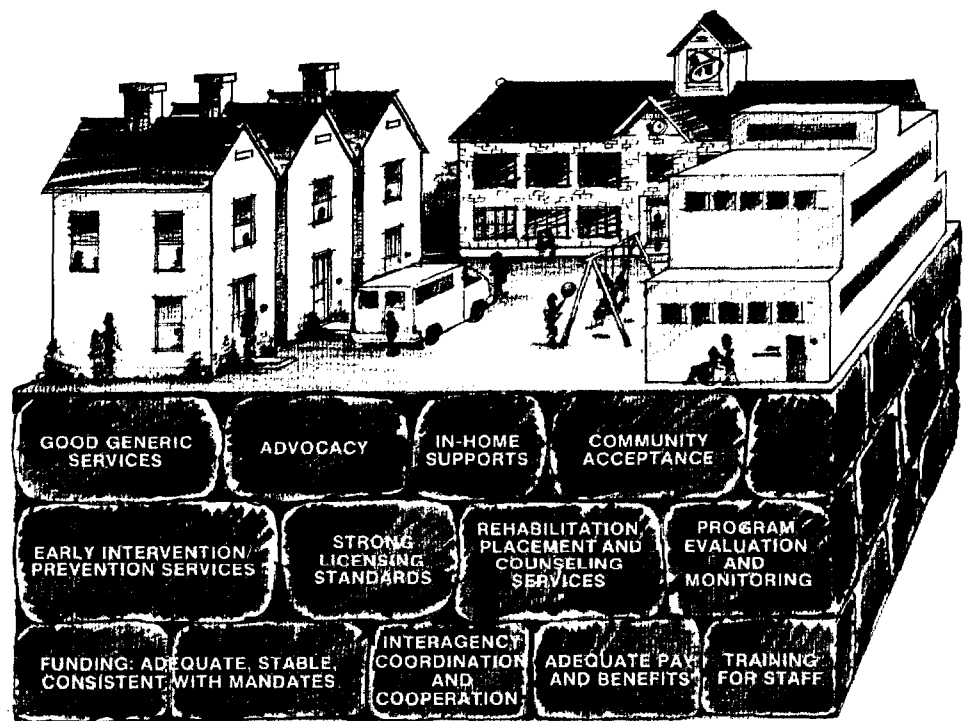 GOOD GENERIC
SERVICES
ADVOCACY
IN-HOME
SUPPORTS
COMMUNITY
ACCEPTANCE
EARLY INTERVENTION/
PREVENTION SERVICES
STRONG
LICENSING
STANDARDS
REHABILITATION,
PLACEMENT AND
COUNSELING
SERVICES
PROGRAM
EVALUATION
AND
MONITORING
FUNDING: ADEQUATE, STABLE,
CONSISTENT WITH MANDATES
INTERAGENCY
COORDINATION
AND
COOPERATION
ADEQUATE PAY
AND BENEFITS
TRAINING
FOR STAFF